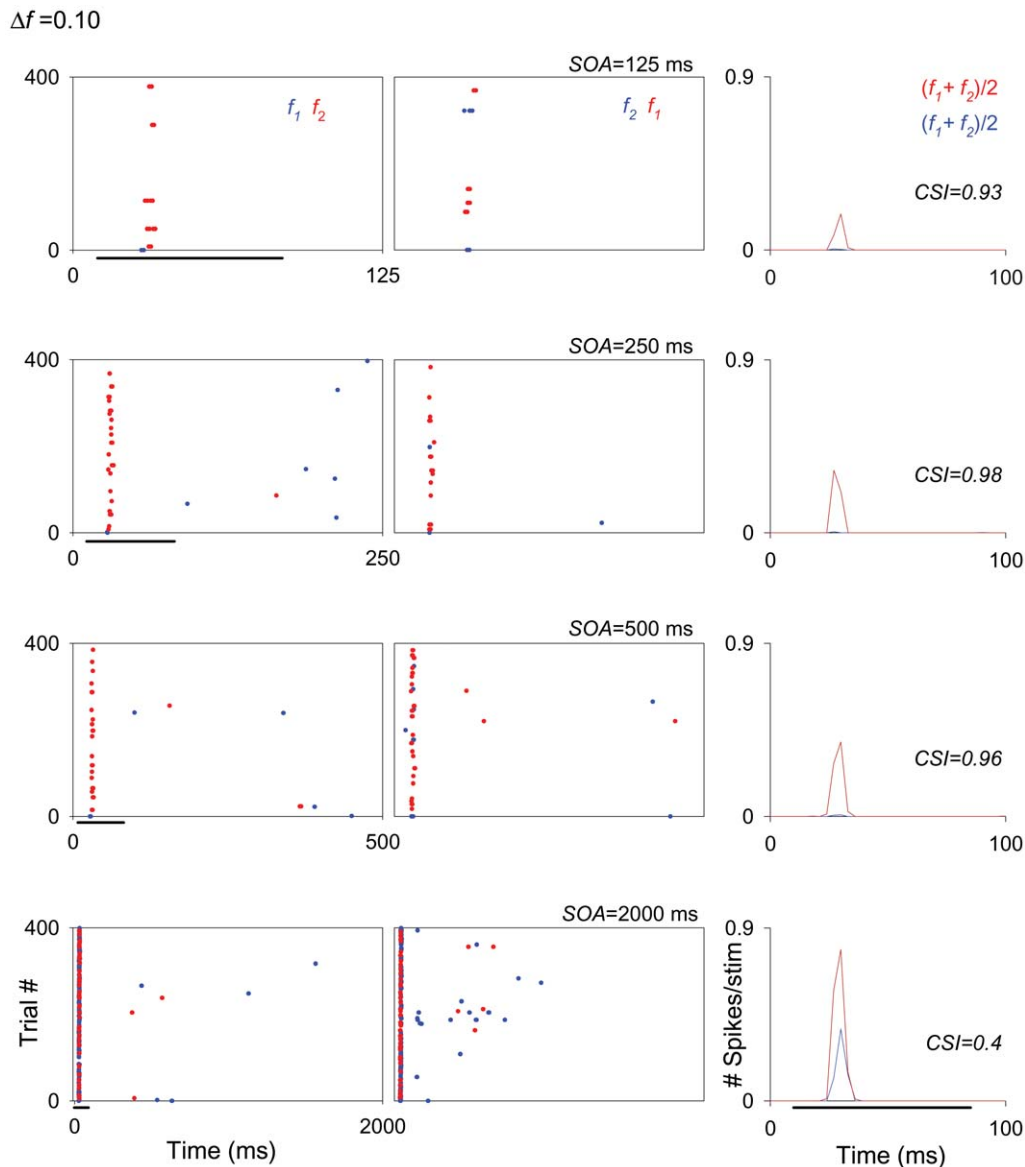 Δf =0.10
SOA=125 ms
400
f₁ f₂
f₂ f₁
0.9
(f₁+ f₂)/2
(f₁+ f₂)/2
CSI=0.93
0
0
0
125
0
100
SOA=250 ms
400
0.9
CSI=0.98
0
0
0
250
0
100
SOA=500 ms
400
0.9
CSI=0.96
0
0
0
500
0
100
SOA=2000 ms
400
0.9
Trial #
# Spikes/stim
CSI=0.4
0
0
0
2000
0
100
Time (ms)
Time (ms)